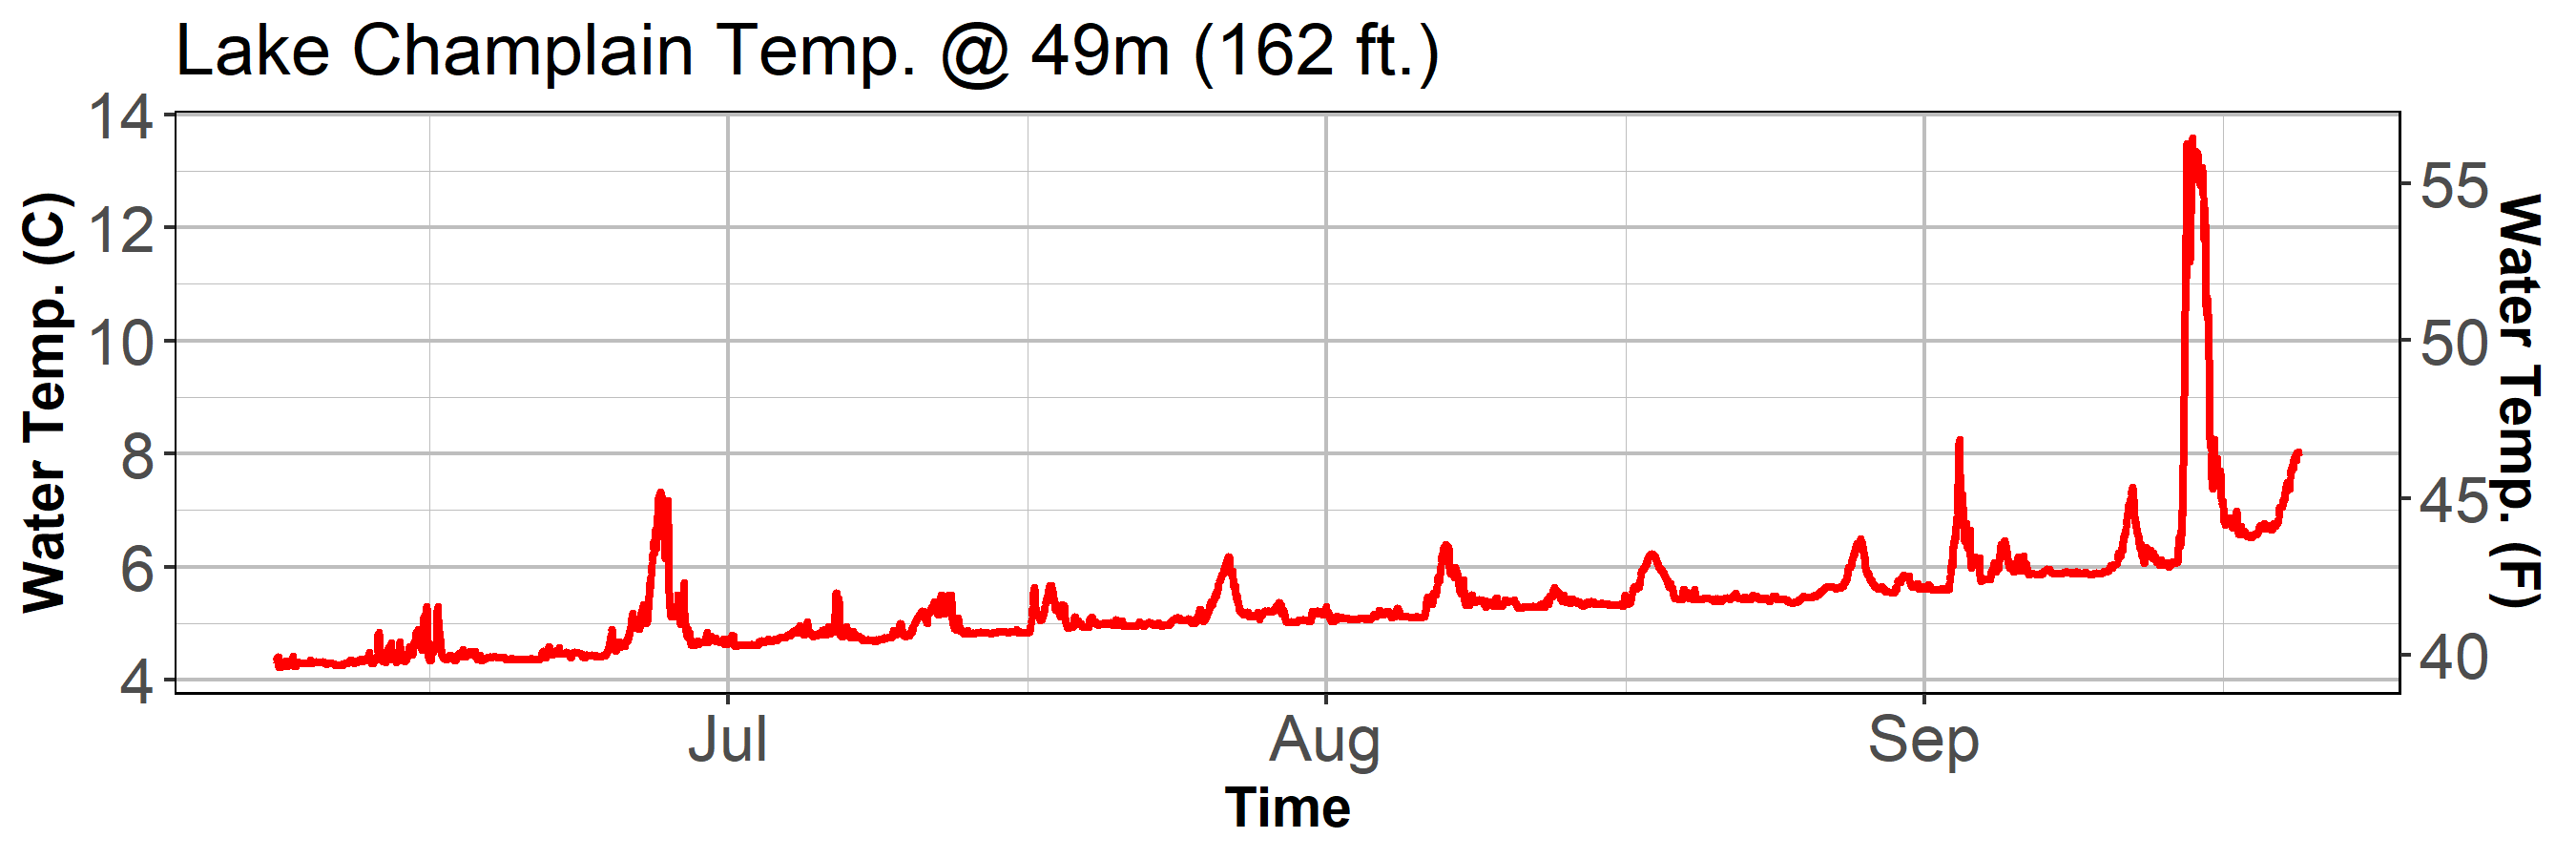 Lake Champlain Temp. @ 49m (162 ft.)
Water Temp. (C)
14
12
10
8
6
4
55
50
45
40
Water Temp. (F)
Jul Aug Sep
Time